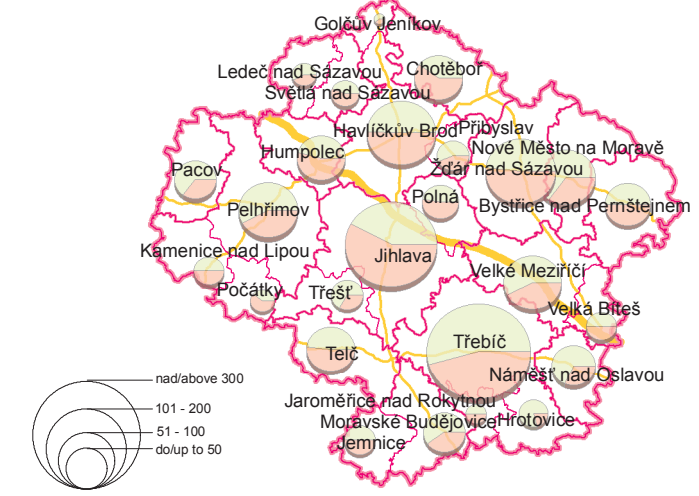 Golčův Jeníkov
Ledeč nad Sázavou
Chotěboř
Světlá nad Sázavou
Havlíčkův Brod
Přibyslav
Humpolec
Nové Město na Moravě
Pacov
Žďár nad Sázavou
Polná
Pelhřimov
Bystřice nad Pernštejnem
Kamenice nad Lipou
Jihlava
Velké Meziříčí
Počátky
Třešť
Velká Bíteš
Třebíč
Telč
Náměšť nad Oslavou
nad/above 300
Jaroměřice nad Rokytnou
101 - 200
Moravské Budějovice
Hrotovice
51 - 100
Jemnice
do/up to 50